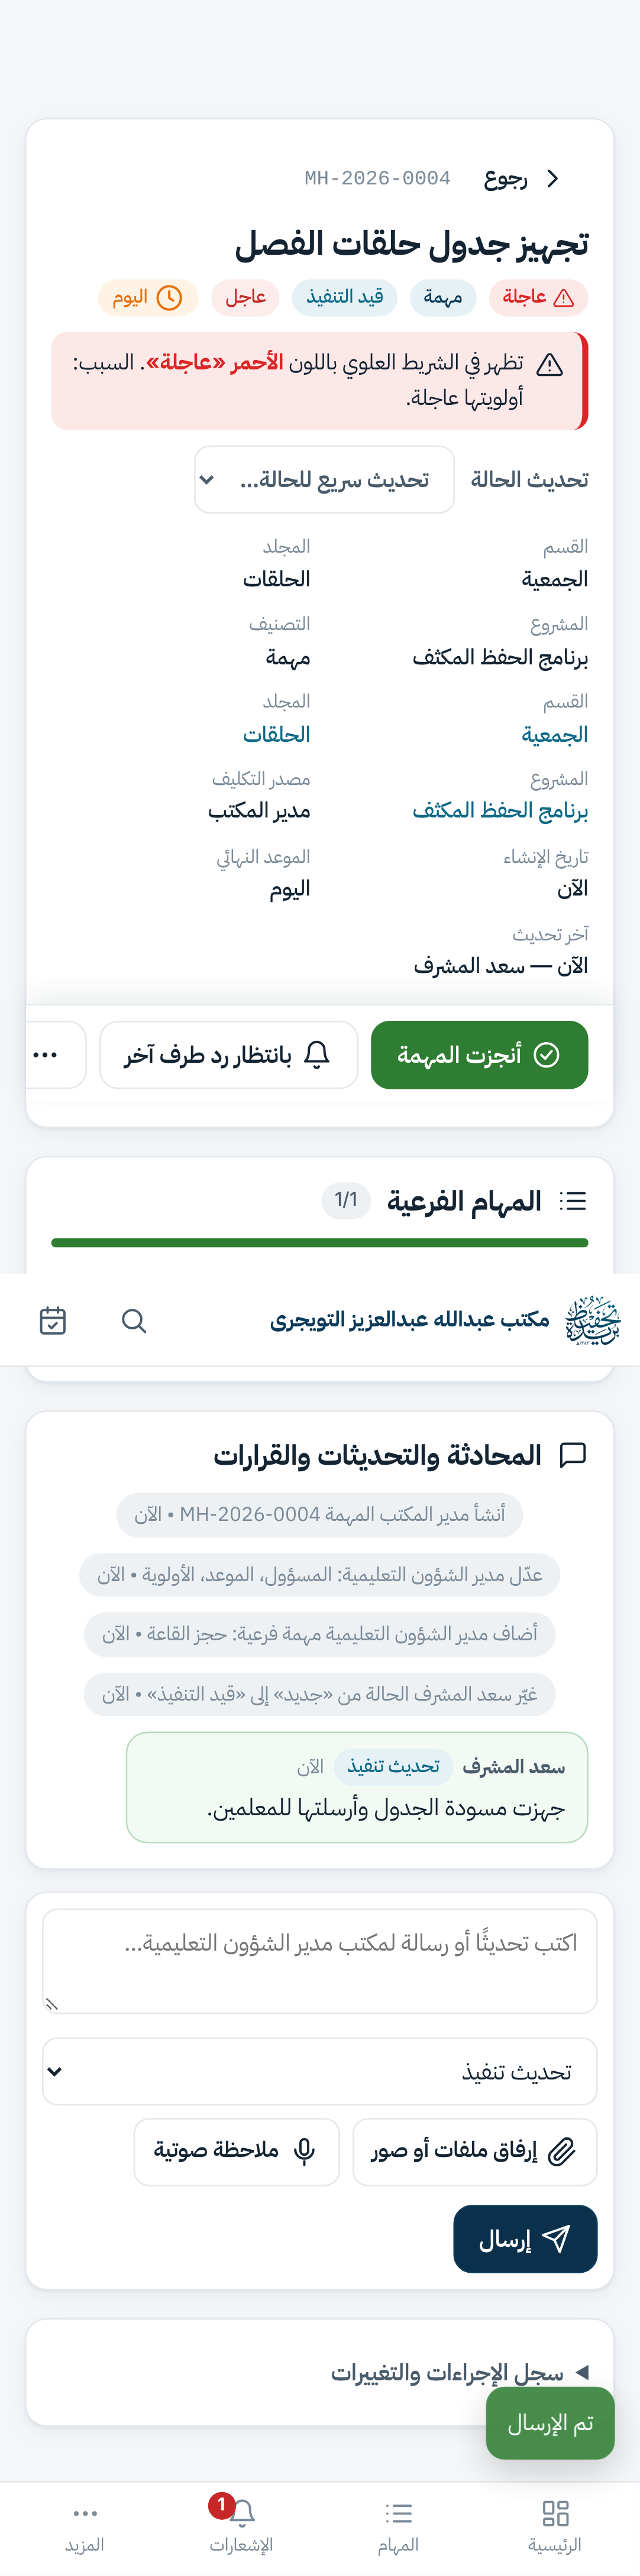 رجوع MH-2026-0004
تجهيز جدول حلقات الفصل
عاجلة مهمة قيد التنفيذ عاجل اليوم
تظهر في الشريط العلوي باللون الأحمر «عاجلة». السبب:
أولويتها عاجلة.
تحديث الحالة تحديث سريع للحالة...
القسم المجلد
الجمعية الحلقات
المشروع التصنيف
برنامج الحفظ المكثف مهمة
القسم المجلد
الجمعية الحلقات
المشروع مصدر التكليف
برنامج الحفظ المكثف مدير المكتب
تاريخ الإنشاء الموعد النهائي
الآن اليوم
آخر تحديث
الآن — سعد المشرف
أنجزت المهمة بانتظار رد طرف آخر
المهام الفرعية 1/1
مكتب عبدالله عبدالعزيز التويجري
المحادثة والتحديثات والقرارات
أنشأ مدير المكتب المهمة MH-2026-0004 • الآن
عدّل مدير الشؤون التعليمية: المسؤول، الموعد، الأولوية • الآن
أضاف مدير الشؤون التعليمية مهمة فرعية: حجز القاعة • الآن
غيّر سعد المشرف الحالة من «جديد» إلى «قيد التنفيذ» • الآن
سعد المشرف تحديث تنفيذ الآن
جهزت مسودة الجدول وأرسلتها للمعلمين.
اكتب تحديثًا أو رسالة لمكتب مدير الشؤون التعليمية...
تحديث تنفيذ
إرفاق ملفات أو صور ملاحظة صوتية
إرسال
سجل الإجراءات والتغييرات
تم الإرسال
1
الرئيسية المهام الإشعارات المزيد